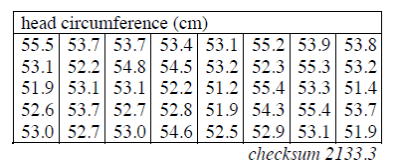 head circumference (cm)
55.5 53.7 53.7 53.4 53.1 55.2 53.9 53.8
53.1 52.2 54.8 54.5 53.2 52.3 55.3 53.2
51.9 53.1 53.1 52.2 51.2 55.4 53.3 51.4
52.6 53.7 52.7 52.8 51.9 54.3 55.4 53.7
53.0 52.7 53.0 54.6 52.5 52.9 53.1 51.9
checksum 2133.3